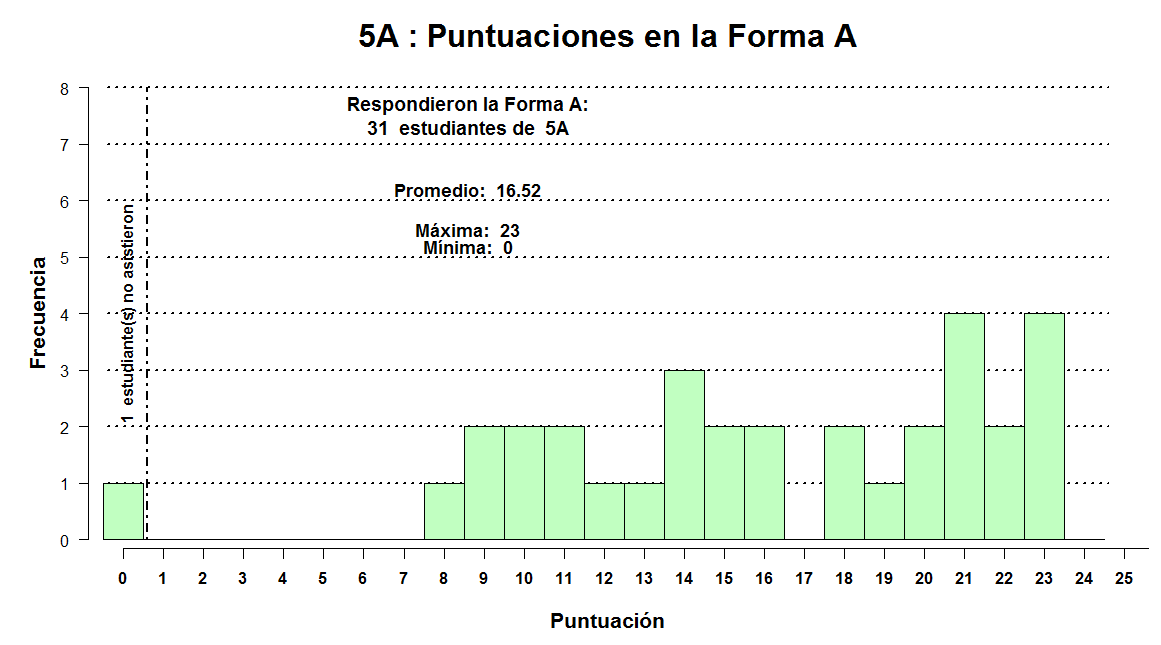 5A : Puntuaciones en la Forma A
Respondieron la Forma A:
31 estudiantes de 5A
Promedio: 16.52
Máxima: 23
Mínima: 0
1 estudiante(s) no asistieron
Frecuencia
8
7
6
5
4
3
2
1
0
0 1 2 3 4 5 6 7 8 9 10 11 12 13 14 15 16 17 18 19 20 21 22 23 24 25
Puntuación